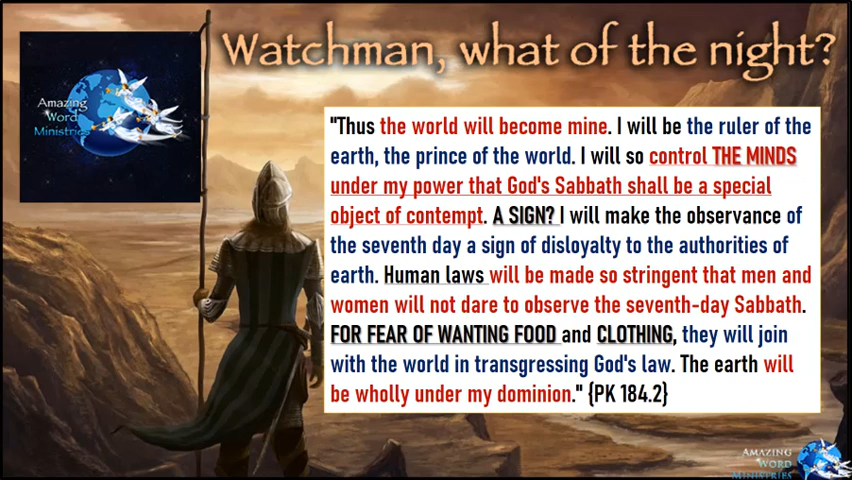 Watchman, what of the night?
Amazing
Word
Ministries
"Thus the world will become mine. I will be the ruler of the
earth, the prince of the world. I will so control THE MINDS
under my power that God's Sabbath shall be a special
object of contempt. A SIGN? I will make the observance of
the seventh day a sign of disloyalty to the authorities of
earth. Human laws will be made so stringent that men and
women will not dare to observe the seventh-day Sabbath.
FOR FEAR OF WANTING FOOD and CLOTHING, they will join
with the world in transgressing God's law. The earth will
be wholly under my dominion." {PK 184.2}
AMAZING
WORD
MINISTRIES